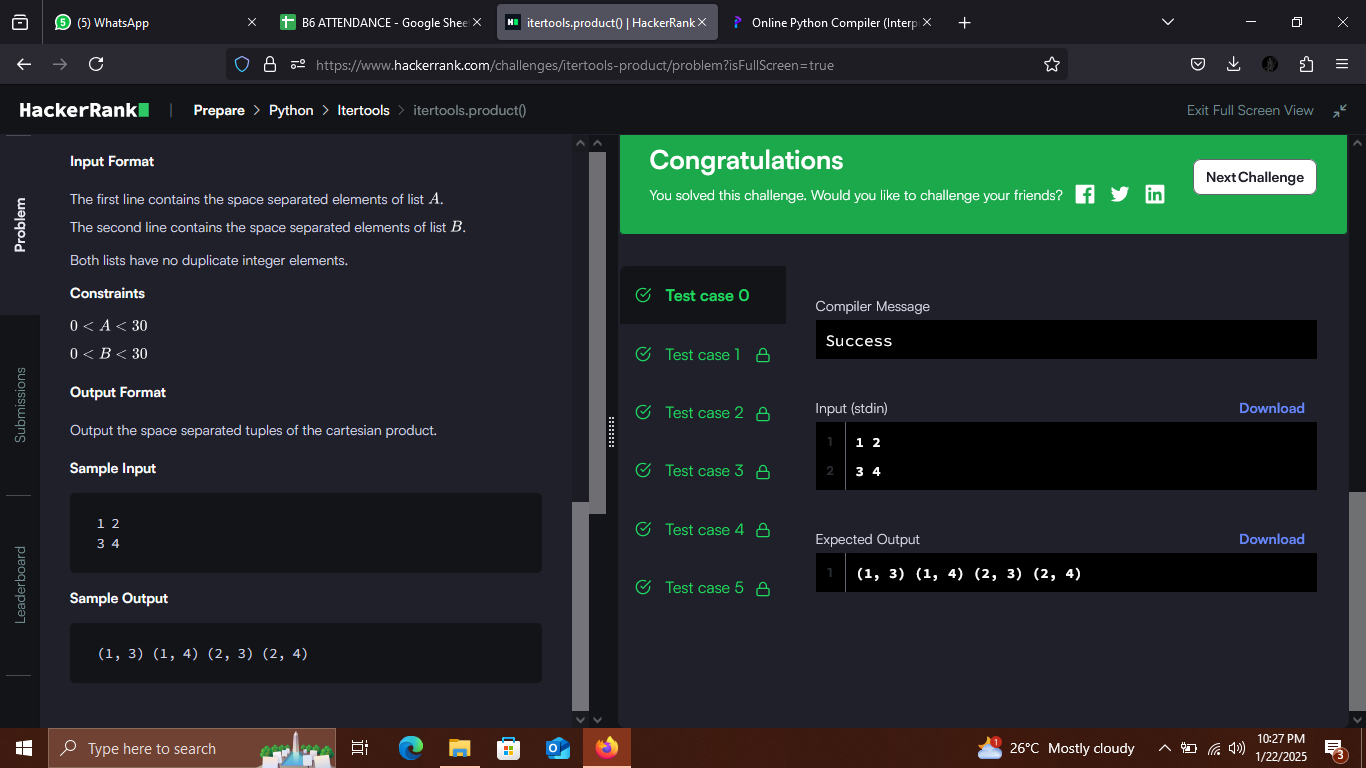 (5) WhatsApp
B6 ATTENDANCE - Google Shee
itertools.product() | HackerRank
Online Python Compiler (Interp
https://www.hackerrank.com/challenges/itertools-product/problem?isFullScreen=true
HackerRank
Prepare > Python > Itertools > itertools.product()
Exit Full Screen View
Problem
Submissions
Leaderboard
Input Format
The first line contains the space separated elements of list A.
The second line contains the space separated elements of list B.
Both lists have no duplicate integer elements.
Constraints
0 < A < 30
0 < B < 30
Output Format
Output the space separated tuples of the cartesian product.
Sample Input
1 2
3 4
Sample Output
(1, 3) (1, 4) (2, 3) (2, 4)
Congratulations
You solved this challenge. Would you like to challenge your friends?
Next Challenge
Test case 0
Test case 1
Test case 2
Test case 3
Test case 4
Test case 5
Compiler Message
Success
Input (stdin)
Download
1 1 2
2 3 4
Expected Output
Download
1 (1, 3) (1, 4) (2, 3) (2, 4)
Type here to search
1
26°C Mostly cloudy
10:27 PM
1/22/2025
3